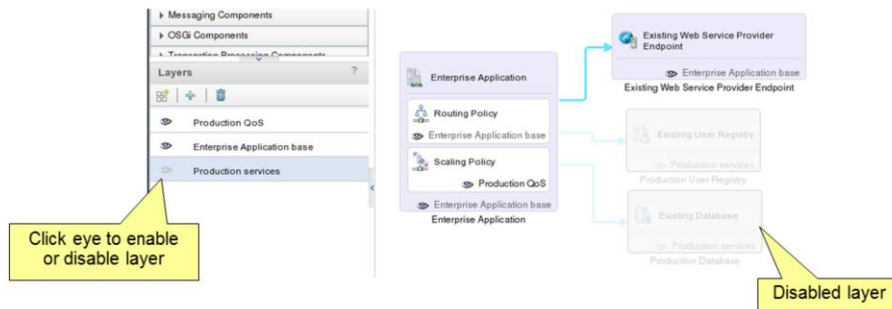 Messaging Components
OSGi Components
Transaction Processing Components
Layers ?
Production QoS
Enterprise Application base
Production services
Click eye to enable
or disable layer
Enterprise Application
Routing Policy
Enterprise Application base
Scaling Policy
Production QoS
Enterprise Application base
Enterprise Application
Existing Web Service Provider
Endpoint
Enterprise Application base
Existing Web Service Provider Endpoint
Existing User Registry
Production services
Production User Registry
Existing Database
Production services
Production Database
Disabled layer